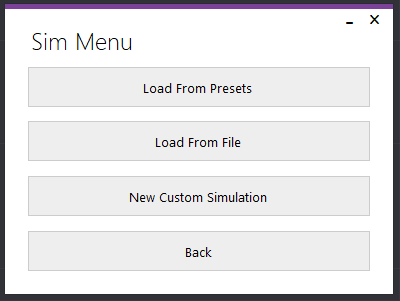 Sim Menu
Load From Presets
Load From File
New Custom Simulation
Back